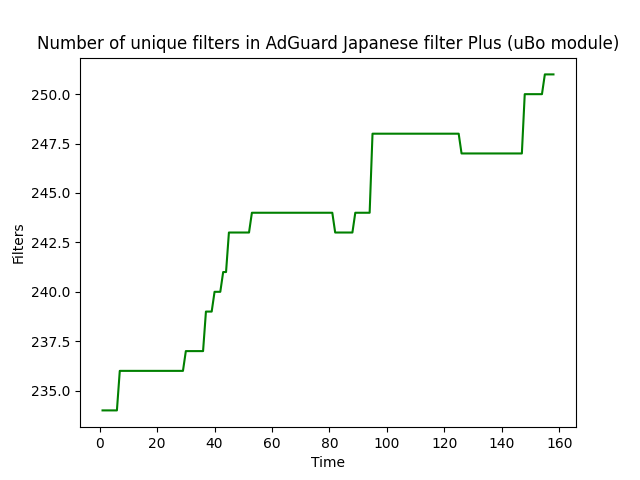 Number of unique filters in AdGuard Japanese filter Plus (uBo module)
250.0
247.5
245.0
242.5
240.0
237.5
235.0
Filters
0 20 40 60 80 100 120 140 160
Time